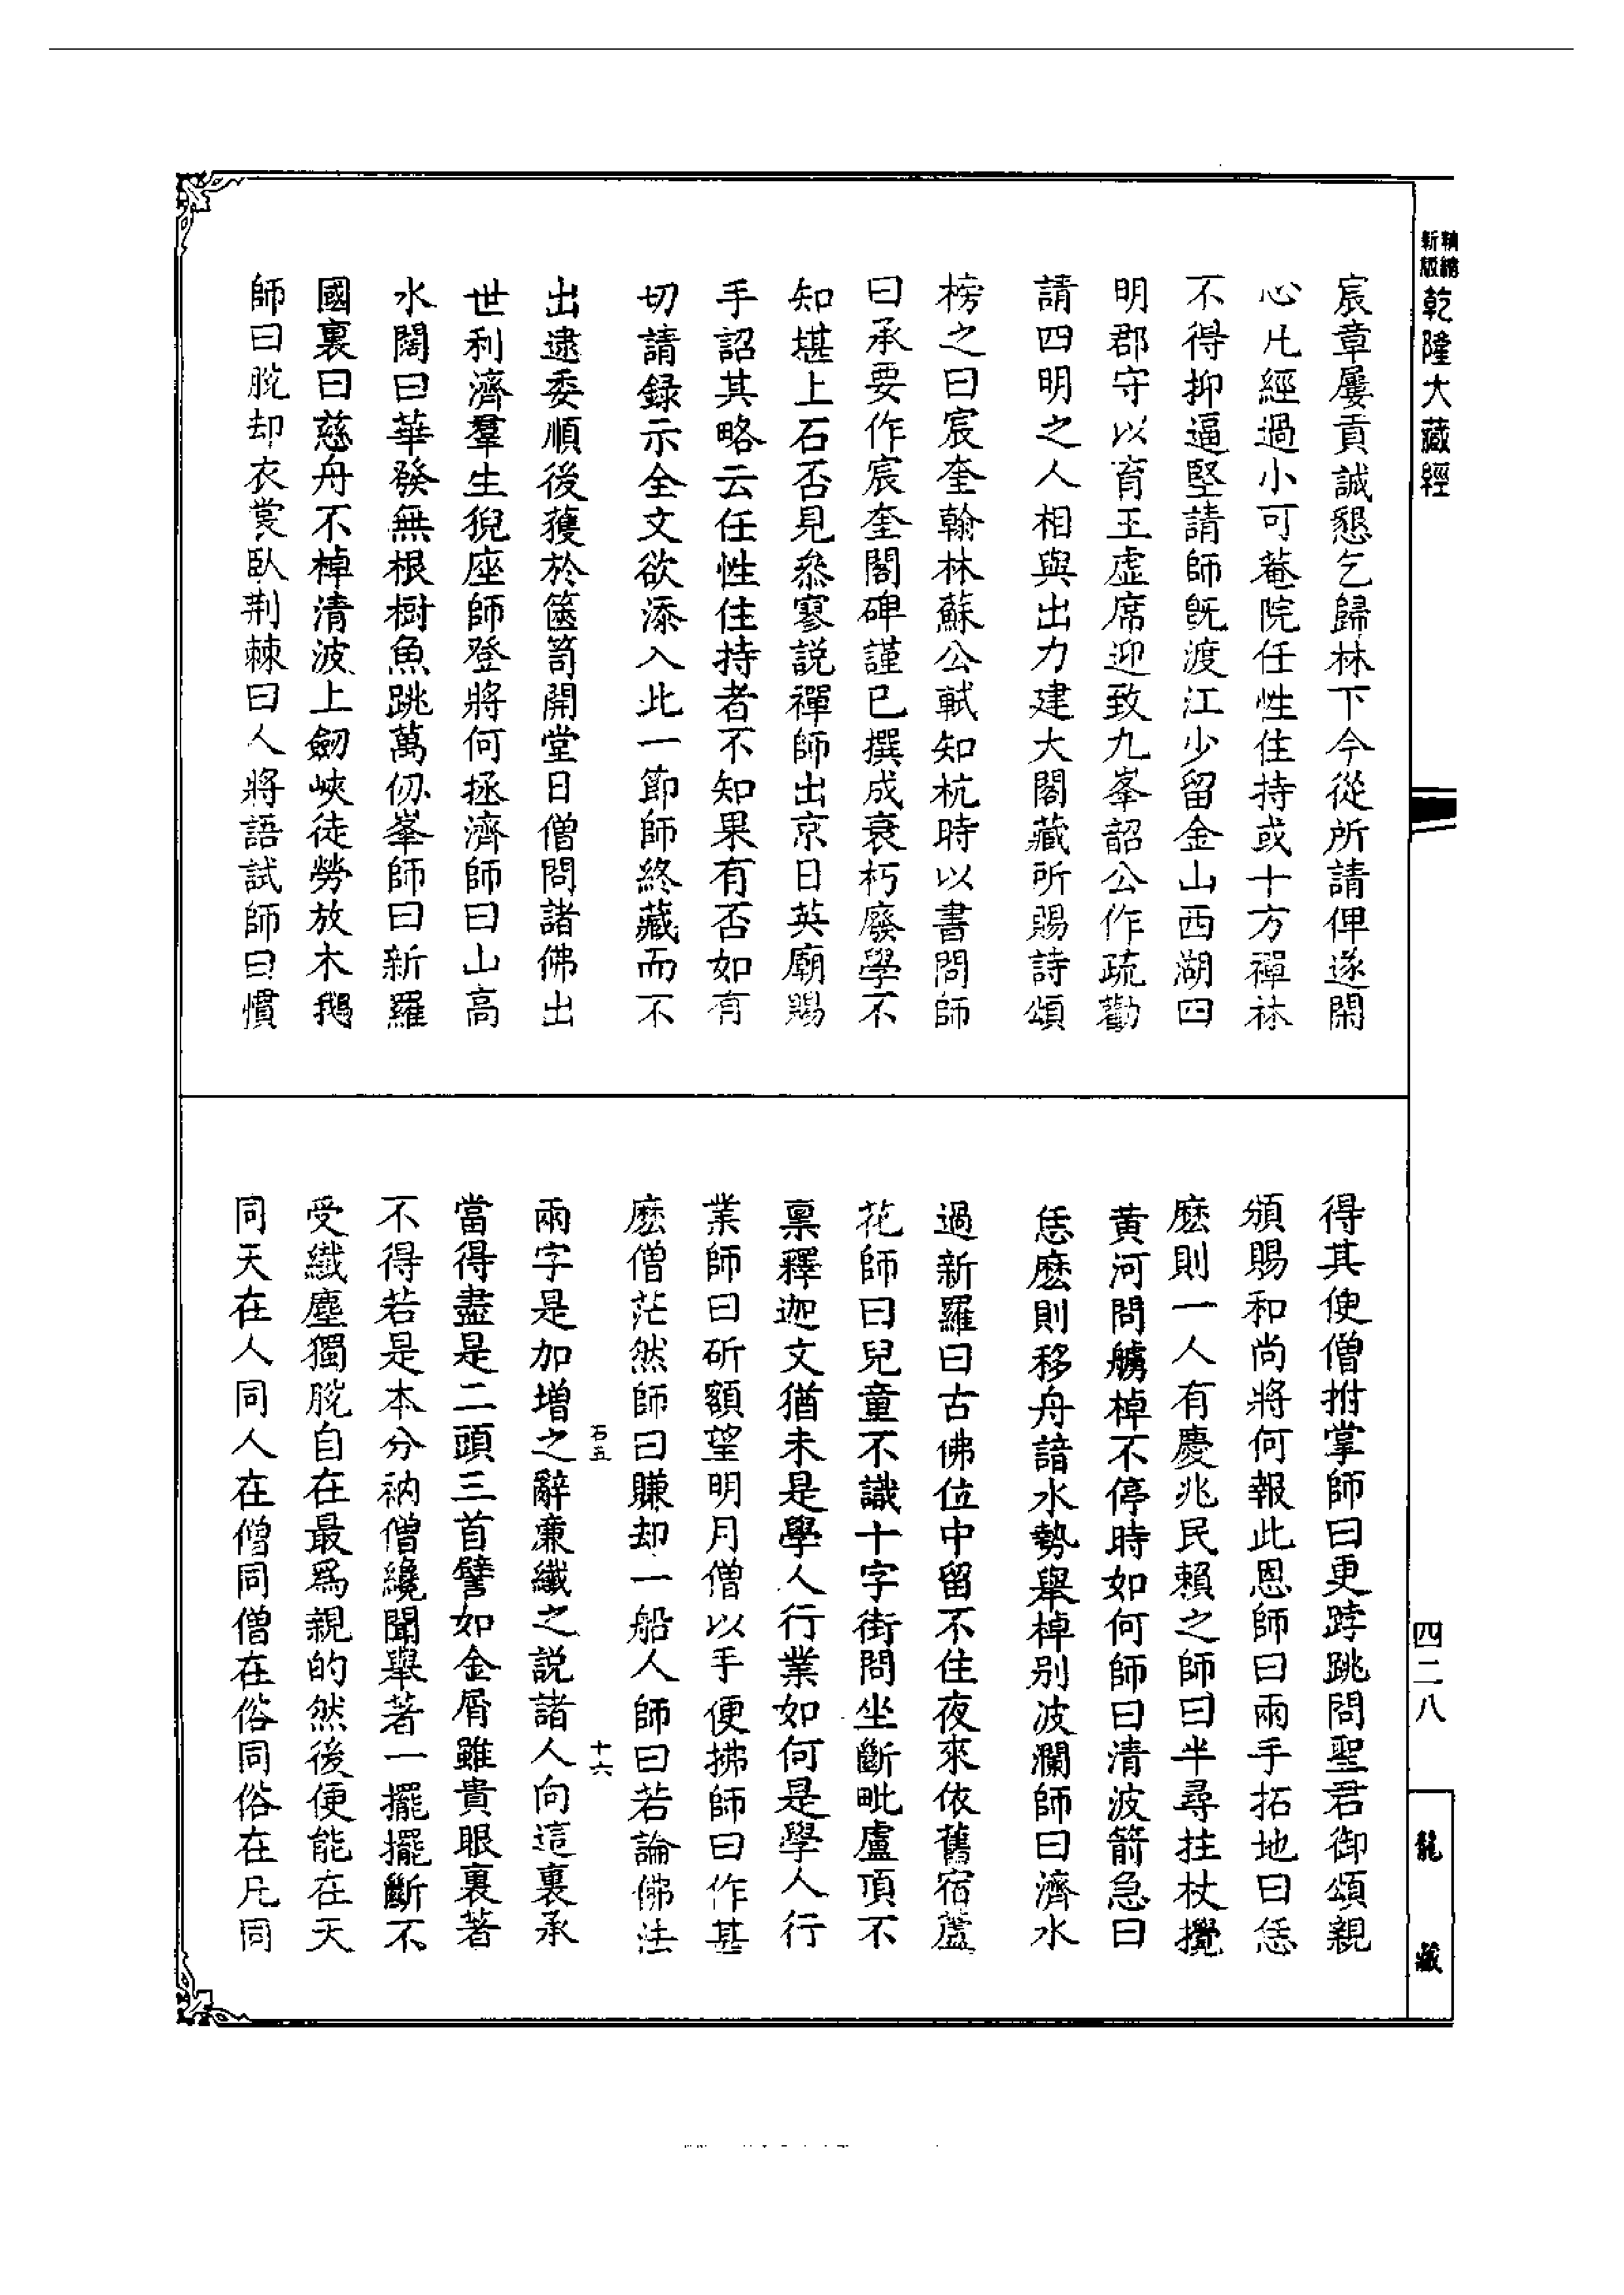 新版
精縮
乾隆大藏經
宸章屢貢誠懇乞歸林下今從所請俾遂閑
心凡經過小可菴院任性住持或十方禪林
不得抑逼堅請師既渡江少留金山西湖四
明郡守以育王虛席迎致九峯韶公作疏勸
請四明之人相與出力建大閣藏所賜詩頌
榜之曰宸奎翰林蘇公軾知杭時以書問師
曰承要作宸奎閣碑謹已撰成衰朽廢學不
知堪上石否見叅寥説禪師出京日英廟賜
手詔其略云任性住持者不知果有否如有
切請録示全文欲添入此一節師終藏而不
出逮委順後獲於篋笥開堂日僧問諸佛出
世利濟羣生猊座師登將何拯濟師曰山高
水闊曰華發無根樹魚跳萬仞峯師曰新羅
國裏曰慈舟不棹清波上劒峽徒勞放木鵝
師曰脫却衣裳臥荆棘曰人將語試師曰慣
得其便僧拊掌師曰更𨁝跳問聖君御頌親
頒賜和尚將何報此恩師曰兩手拓地曰恁
麽則一人有慶兆民賴之師曰半尋拄杖攪
黄河問艣棹不停時如何師曰清波箭急曰
恁麽則移舟諳水勢舉棹别波瀾師曰濟水
過新羅曰古佛位中留不住夜來依舊宿蘆
花師曰兒童不識十字街問坐斷毗盧頂不
稟釋迦文猶未是學人行業如何是學人行
業師曰斫額望明月僧以手便拂師曰作甚
麽僧茫然師曰賺却一船人師曰若論佛法
兩字是加增之辭廉纖之説諸人向這裏承
當得盡是二頭三首譬如金屑雖貴眼裏著
不得若是本分衲僧纔聞舉著一擺擺斷不
受纖塵獨脫自在最爲親的然後便能在天
同天在人同人在僧同僧在俗同俗在凡同
石五
十六
四二八
龍藏